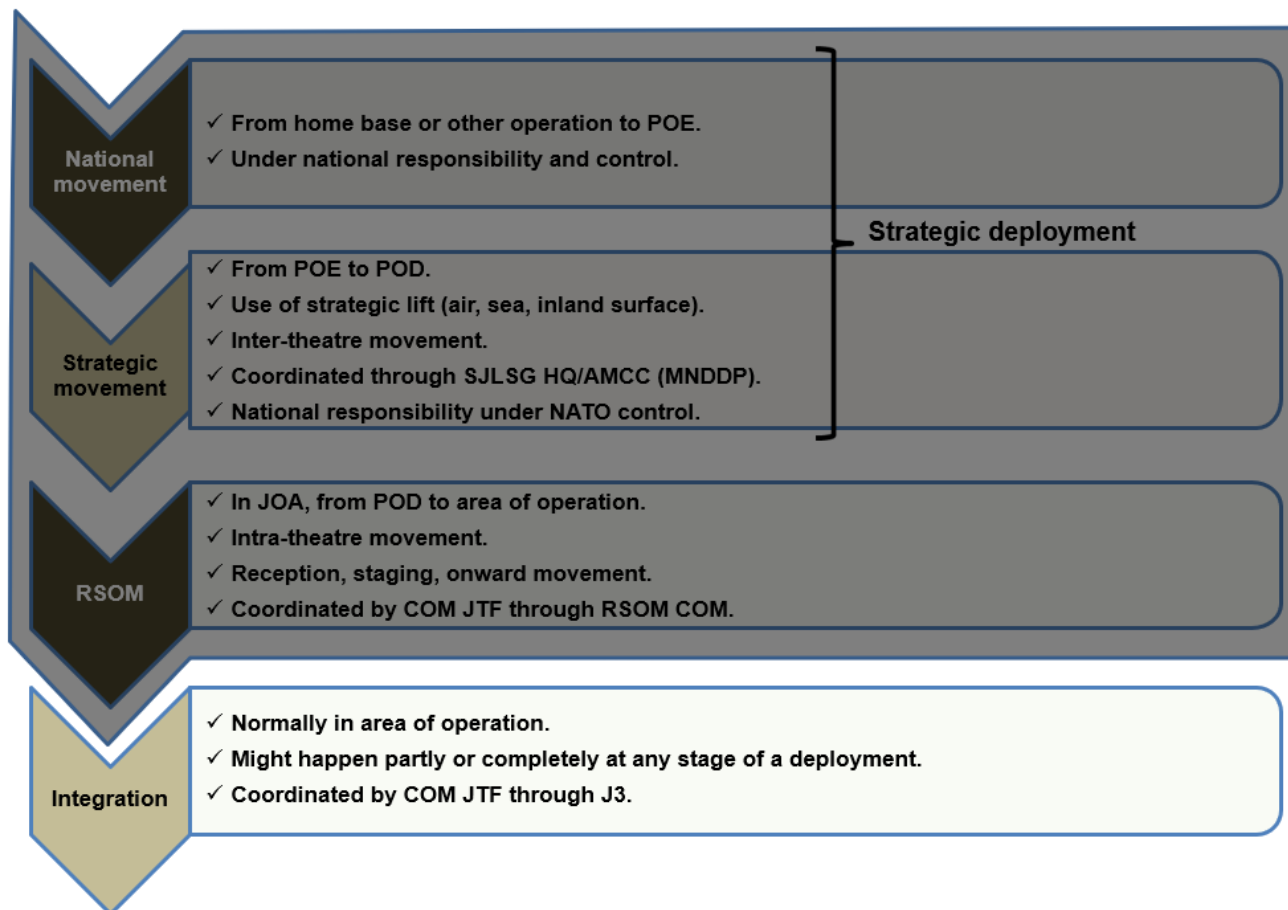 National
movement
✓ From home base or other operation to POE.
✓ Under national responsibility and control.
Strategic deployment
Strategic
movement
✓ From POE to POD.
✓ Use of strategic lift (air, sea, inland surface).
✓ Inter-theatre movement.
✓ Coordinated through SJLSG HQ/AMCC (MNDDP).
✓ National responsibility under NATO control.
RSOM
✓ In JOA, from POD to area of operation.
✓ Intra-theatre movement.
✓ Reception, staging, onward movement.
✓ Coordinated by COM JTF through RSOM COM.
Integration
✓ Normally in area of operation.
✓ Might happen partly or completely at any stage of a deployment.
✓ Coordinated by COM JTF through J3.